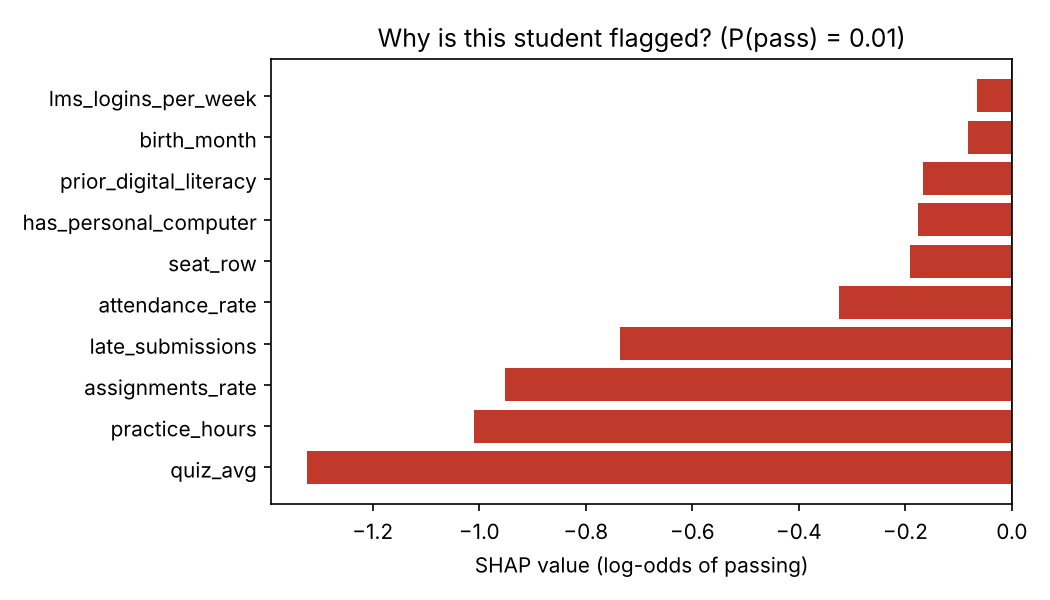 Why is this student flagged? (P(pass) = 0.01)
lms_logins_per_week
birth_month
prior_digital_literacy
has_personal_computer
seat_row
attendance_rate
late_submissions
assignments_rate
practice_hours
quiz_avg
−1.2 −1.0 −0.8 −0.6 −0.4 −0.2 0.0
SHAP value (log-odds of passing)